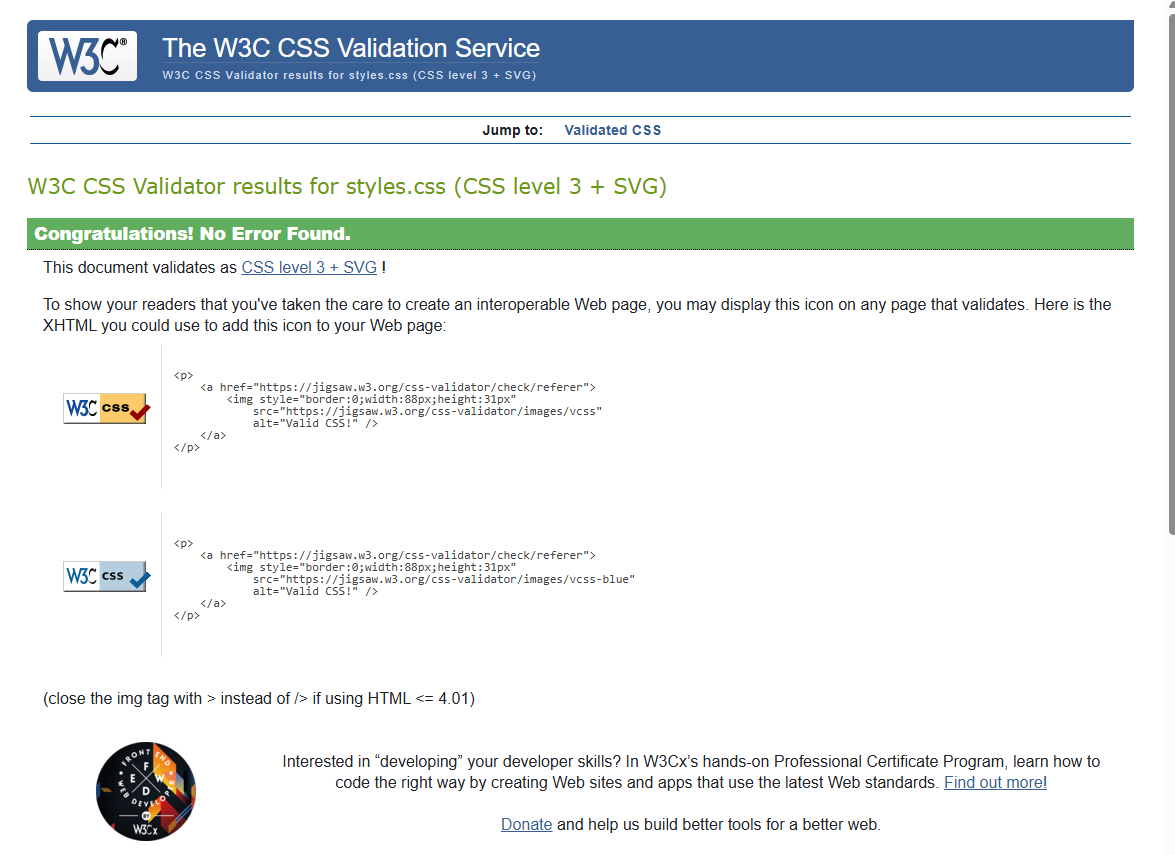 W3C®
The W3C CSS Validation Service
W3C CSS Validator results for styles.css (CSS level 3 + SVG)
Jump to: Validated CSS
W3C CSS Validator results for styles.css (CSS level 3 + SVG)
Congratulations! No Error Found.
This document validates as CSS level 3 + SVG !
To show your readers that you've taken the care to create an interoperable Web page, you may display this icon on any page that validates. Here is the
XHTML you could use to add this icon to your Web page:
W3C css
<p>
    <a href="https://jigsaw.w3.org/css-validator/check/referer">
        <img style="border:0;width:88px;height:31px"
            src="https://jigsaw.w3.org/css-validator/images/vcss"
            alt="Valid CSS!" />
    </a>
</p>
W3C css
<p>
    <a href="https://jigsaw.w3.org/css-validator/check/referer">
        <img style="border:0;width:88px;height:31px"
            src="https://jigsaw.w3.org/css-validator/images/vcss-blue"
            alt="Valid CSS!" />
    </a>
</p>
(close the img tag with > instead of /> if using HTML <= 4.01)
FRONT END
F
E W
D
WEB DEVELOPER
BY
W3Cx
Interested in “developing” your developer skills? In W3Cx’s hands-on Professional Certificate Program, learn how to
code the right way by creating Web sites and apps that use the latest Web standards. Find out more!
Donate and help us build better tools for a better web.